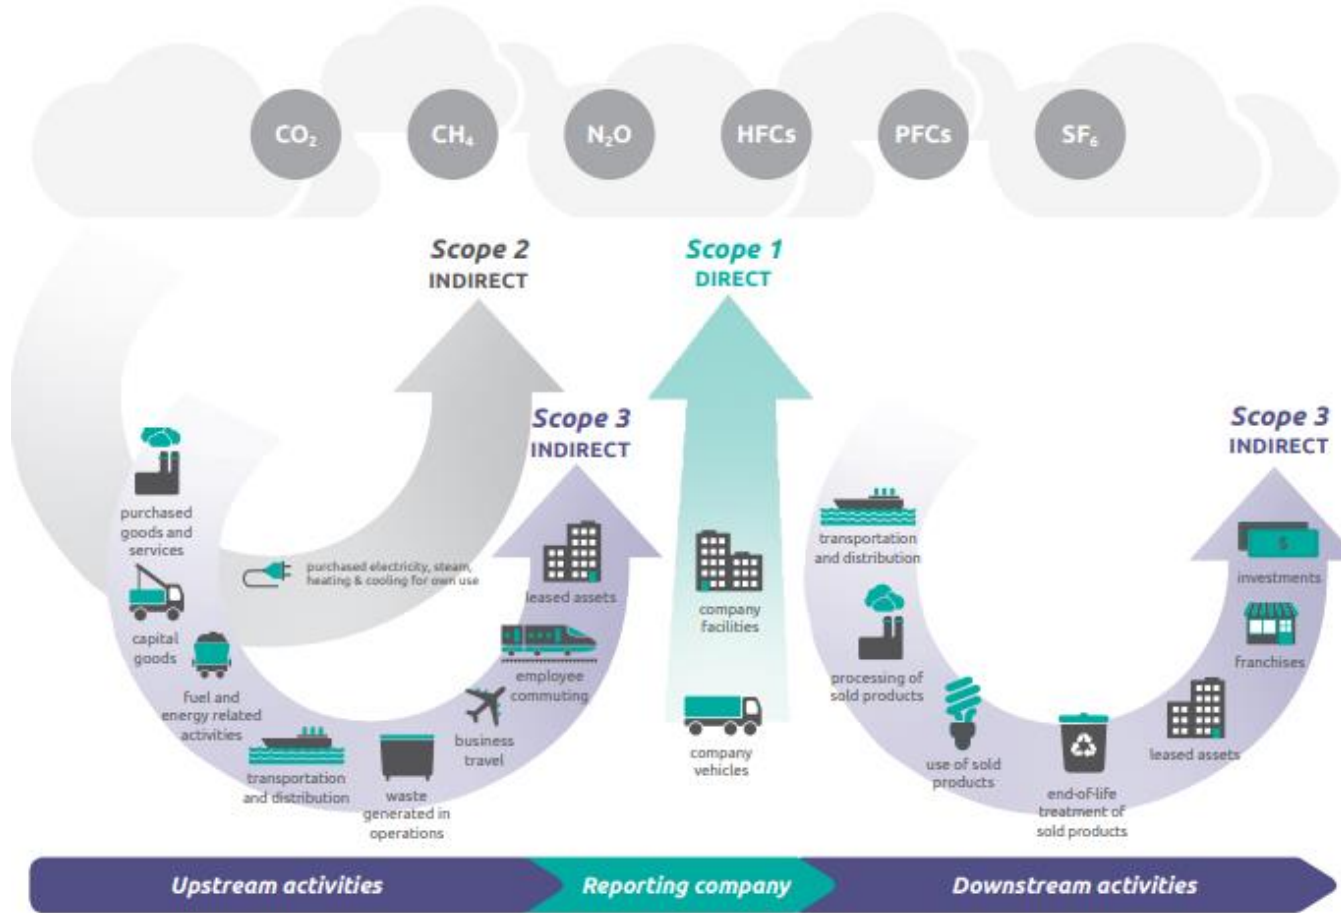 CO₂
CH₄
N₂O
HFCs
PFCs
SF₆
Scope 2
INDIRECT
Scope 1
DIRECT
Scope 3
INDIRECT
Scope 3
INDIRECT
purchased
goods and
services
capital
goods
fuel and
energy related
activities
purchased electricity, steam,
heating & cooling for own use
transportation
and distribution
waste
generated in
operations
business
travel
employee
commuting
leased assets
company
facilities
company
vehicles
transportation
and distribution
processing of
sold products
use of sold
products
end-of-life
treatment of
sold products
leased assets
franchises
$
investments
Upstream activities
Reporting company
Downstream activities